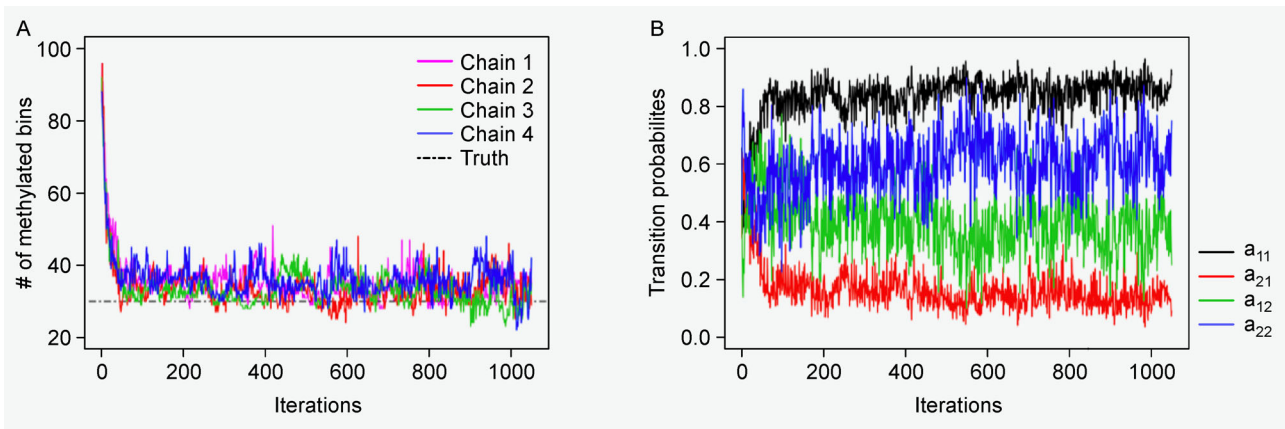 A
100
80
60
40
20
# of methylated bins
0 200 400 600 800 1000
Iterations
Chain 1
Chain 2
Chain 3
Chain 4
Truth
B
1.0
0.8
0.6
0.4
0.2
0.0
Transition probabilites
0 200 400 600 800 1000
Iterations
a11
a21
a12
a22